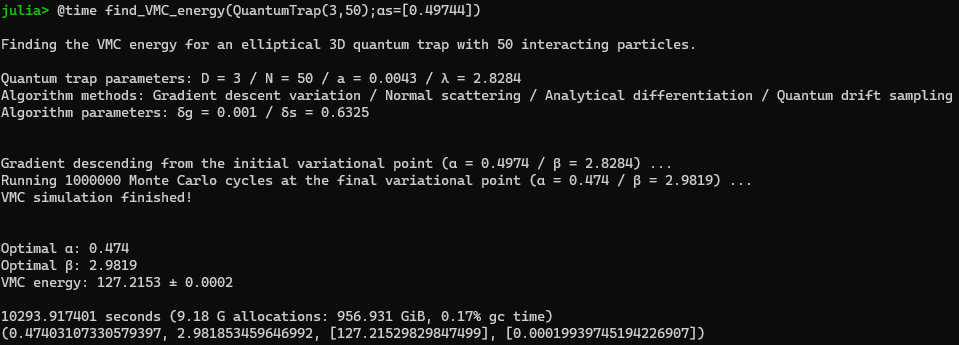 julia> @time find_VMC_energy(QuantumTrap(3,50);αs=[0.49744])
Finding the VMC energy for an elliptical 3D quantum trap with 50 interacting particles.
Quantum trap parameters: D = 3 / N = 50 / a = 0.0043 / λ = 2.8284
Algorithm methods: Gradient descent variation / Normal scattering / Analytical differentiation / Quantum drift sampling
Algorithm parameters: δg = 0.001 / δs = 0.6325
Gradient descending from the initial variational point (α = 0.4974 / β = 2.8284) ...
Running 1000000 Monte Carlo cycles at the final variational point (α = 0.474 / β = 2.9819) ...
VMC simulation finished!
Optimal α: 0.474
Optimal β: 2.9819
VMC energy: 127.2153 ± 0.0002
10293.917401 seconds (9.18 G allocations: 956.931 GiB, 0.17% gc time)
(0.47403107330579397, 2.981853459646992, [127.21529829847499], [0.00019939745194226907])